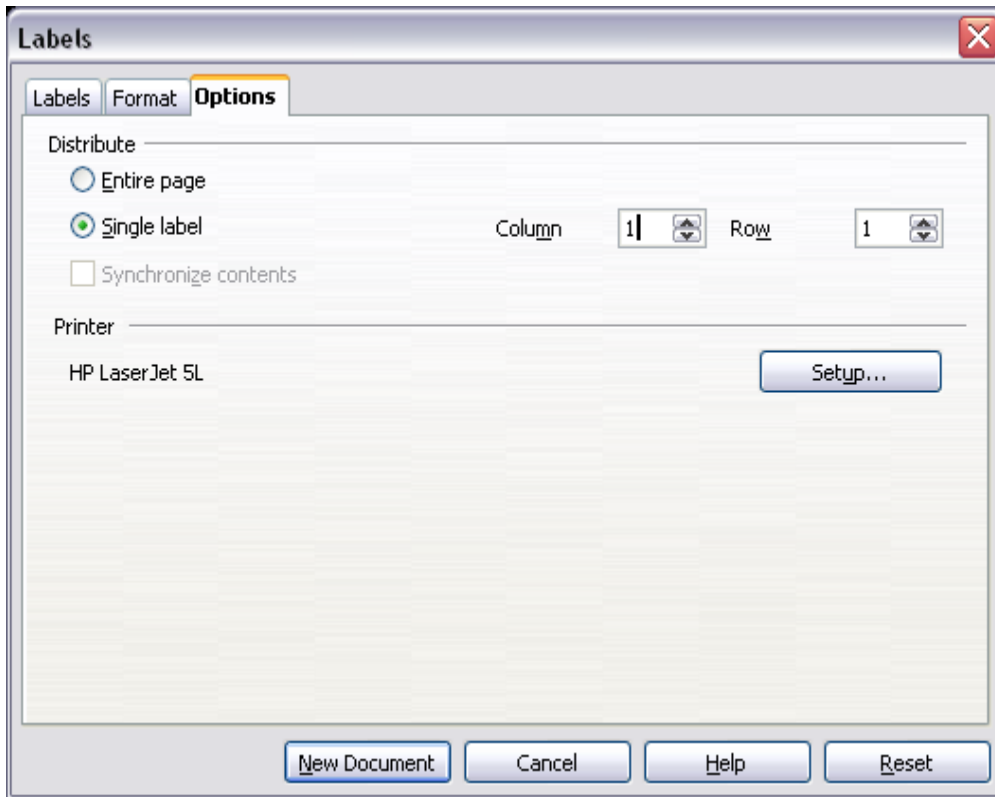 Labels
Labels Format Options
Distribute
Entire page
Single label Column 1 Row 1
Synchronize contents
Printer
HP LaserJet 5L Setup...
New Document Cancel Help Reset